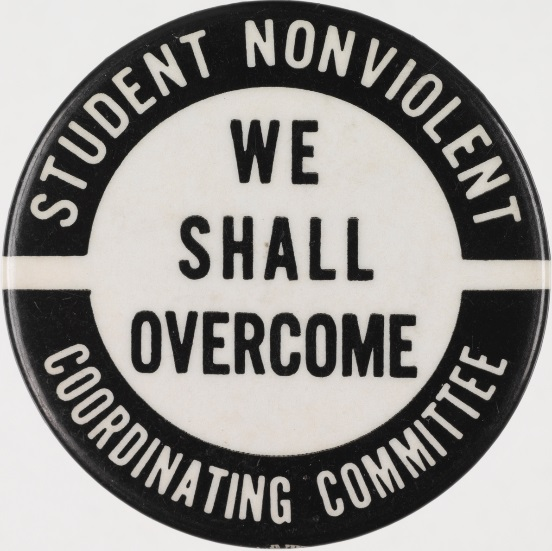 STUDENT NONVIOLENT
WE
SHALL
OVERCOME
COORDINATING COMMITTEE